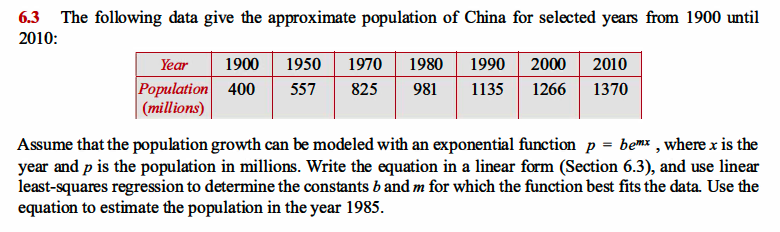 6.3 The following data give the approximate population of China for selected years from 1900 until
2010:
Year 1900 1950 1970 1980 1990 2000 2010
Population 400 557 825 981 1135 1266 1370
(millions)
Assume that the population growth can be modeled with an exponential function p = be^mx , where x is the
year and p is the population in millions. Write the equation in a linear form (Section 6.3), and use linear
least-squares regression to determine the constants b and m for which the function best fits the data. Use the
equation to estimate the population in the year 1985.